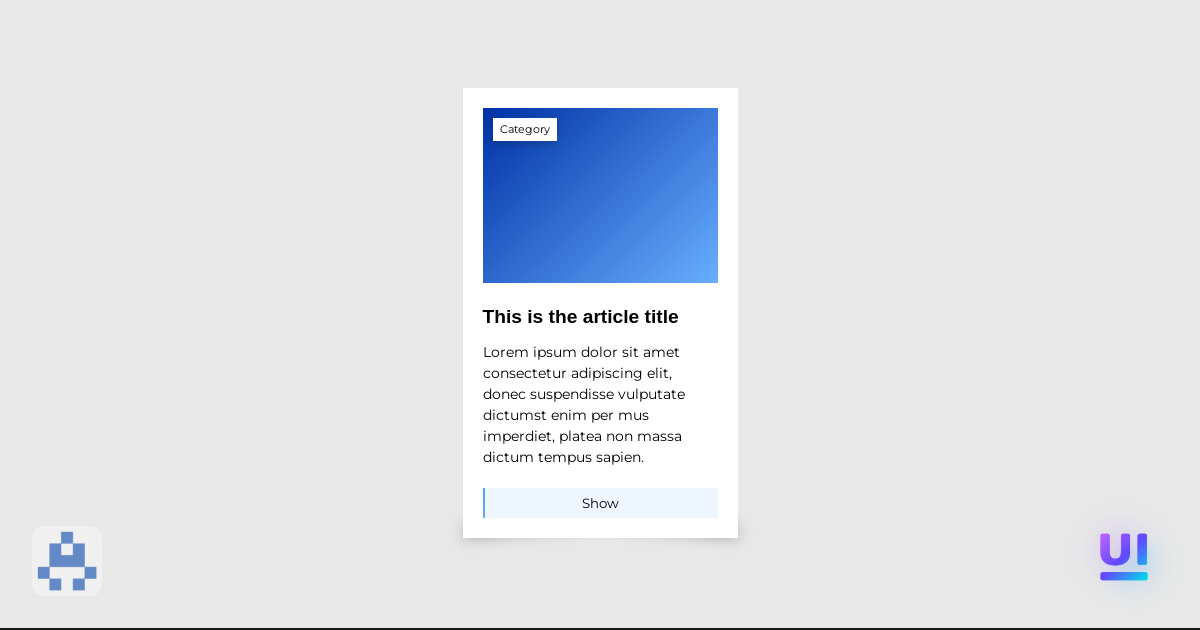 Category
This is the article title
Lorem ipsum dolor sit amet
consectetur adipiscing elit,
donec suspendisse vulputate
dictumst enim per mus
imperdiet, platea non massa
dictum tempus sapien.
Show
UI